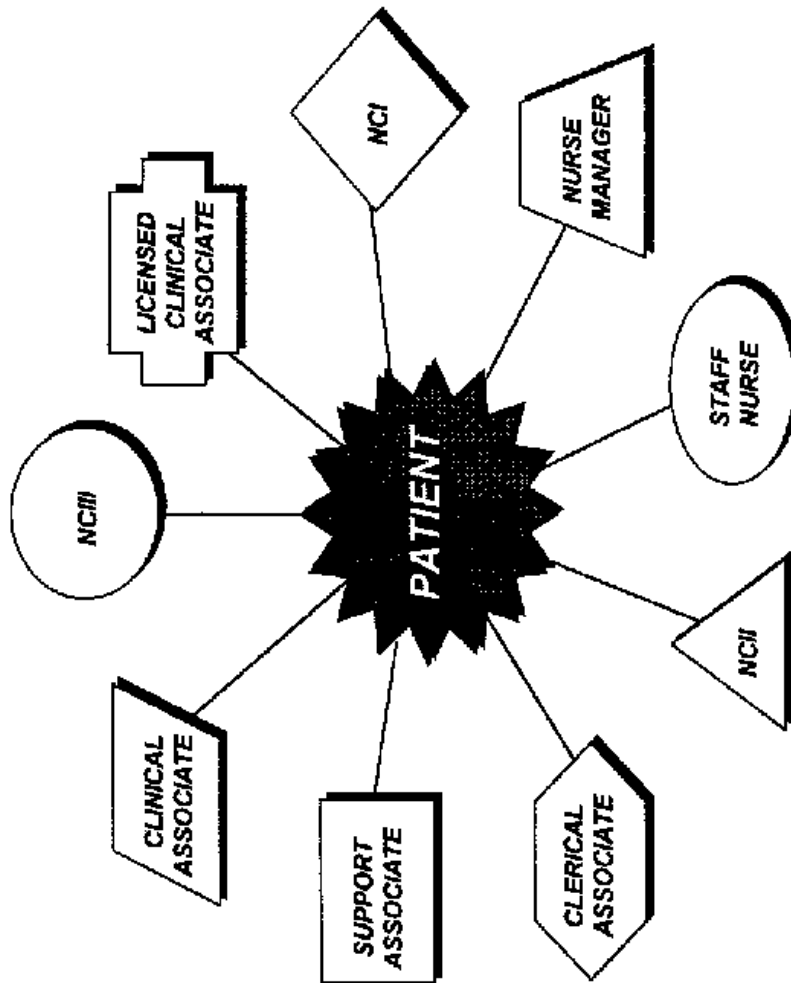 NCIII
LICENSED
CLINICAL
ASSOCIATE
NCI
NURSE
MANAGER
STAFF
NURSE
NCII
CLERICAL
ASSOCIATE
SUPPORT
ASSOCIATE
CLINICAL
ASSOCIATE
PATIENT